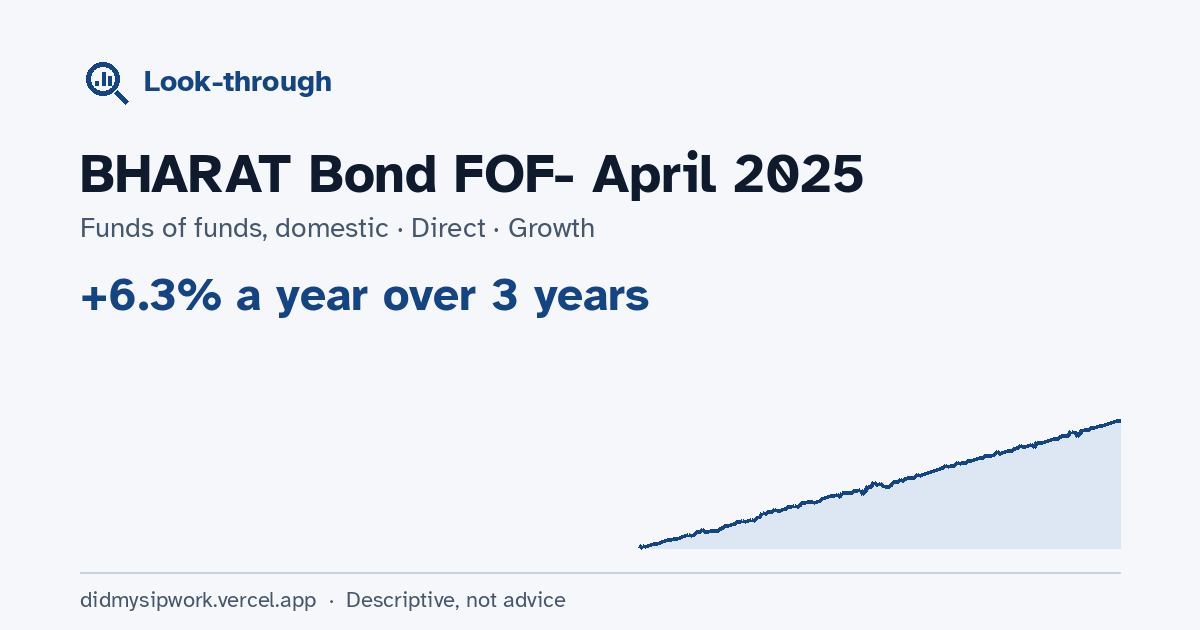 Look-through
BHARAT Bond FOF- April 2025
Funds of funds, domestic · Direct · Growth
+6.3% a year over 3 years
didmysipwork.vercel.app · Descriptive, not advice